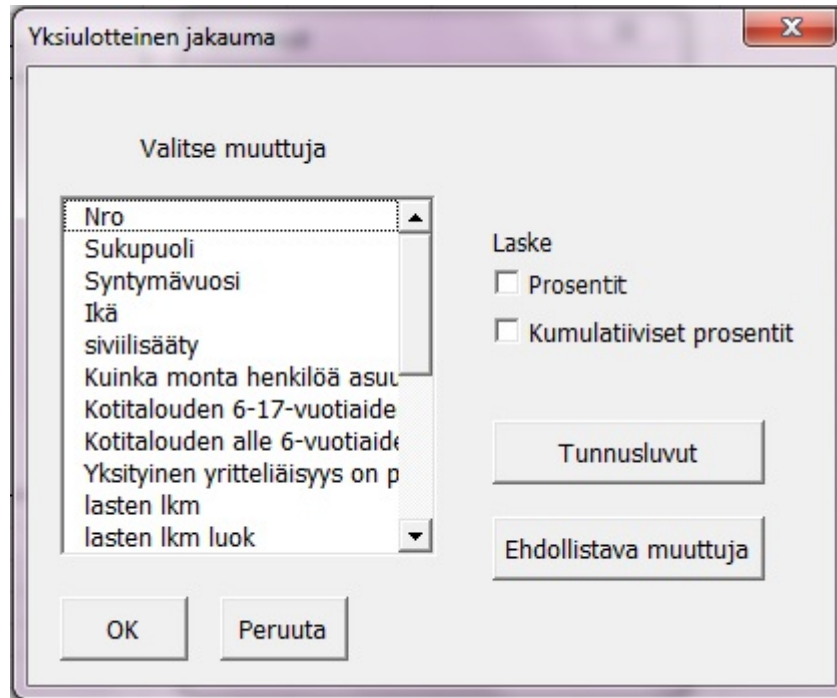 Yksiulotteinen jakauma
Valitse muuttuja
Nro
Sukupuoli
Syntymävuosi
Ikä
siviilisääty
Kuinka monta henkilöä asuu
Kotitalouden 6-17-vuotiaide
Kotitalouden alle 6-vuotiaide
Yksityinen yritteliäisyys on p
lasten lkm
lasten lkm luok
Laske
Prosentit
Kumulatiiviset prosentit
Tunnusluvut
Ehdollistava muuttuja
OK
Peruuta